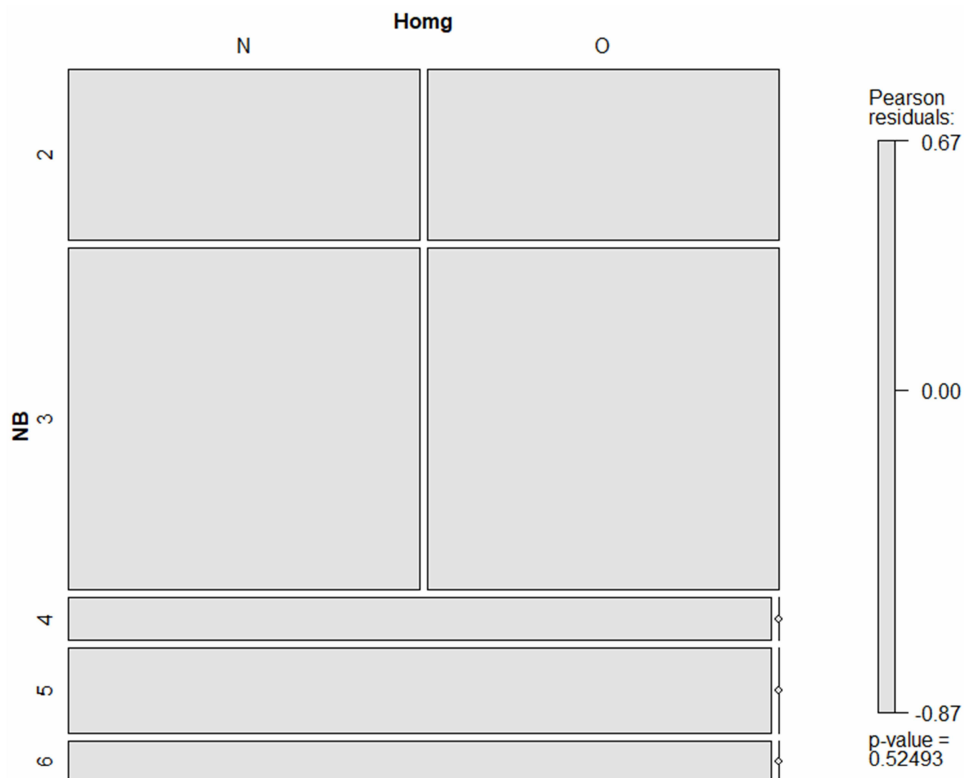 Homg
N O
2
NB
3
4
5
6
Pearson
residuals:
0.67
0.00
-0.87
p-value =
0.52493